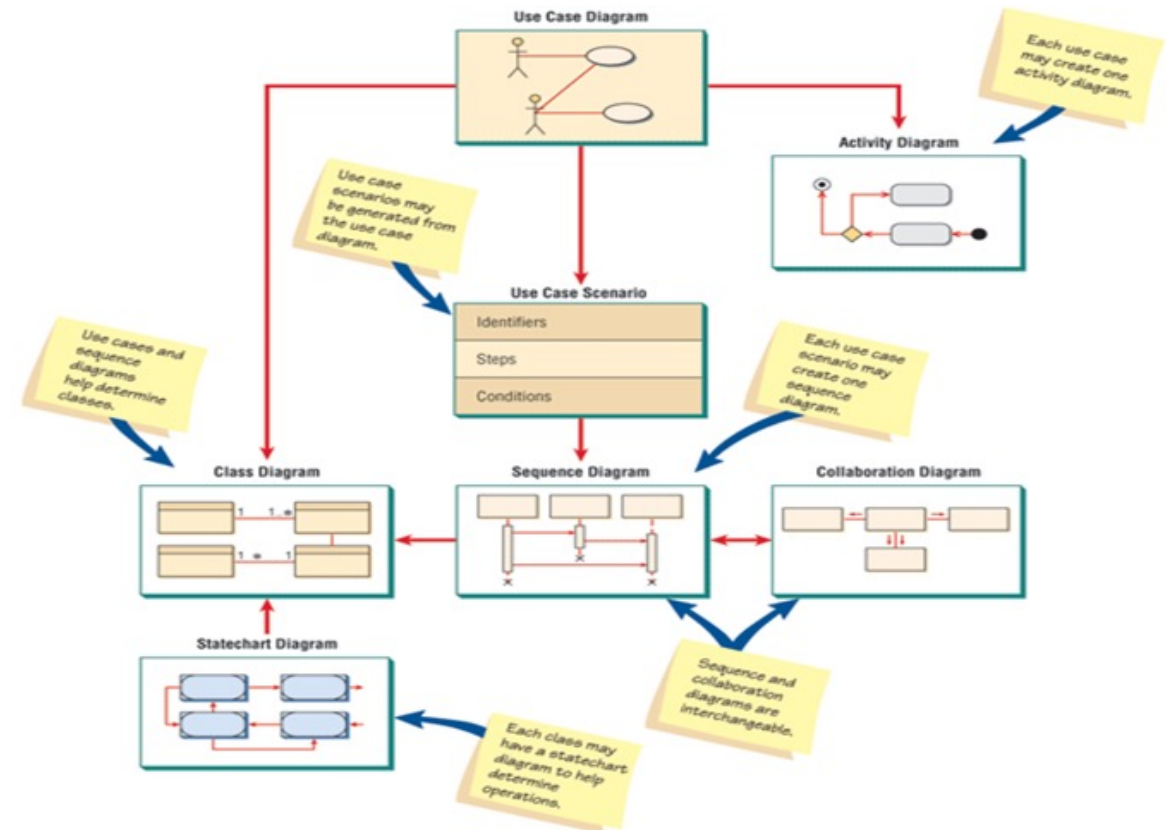 Use Case Diagram
Each use case
may create one
activity diagram.
Activity Diagram
Use case
scenarios may
be generated from
the use case
diagram.
Use Case Scenario
Identifiers
Steps
Conditions
Use cases and
sequence
diagrams
help determine
classes.
Each use case
scenario may
create one
sequence
diagram.
Class Diagram
1 1..*
1..* 1
Sequence Diagram
Collaboration Diagram
Statechart Diagram
Sequence and
collaboration
diagrams are
interchangeable.
Each class may
have a statechart
diagram to help
determine
operations.